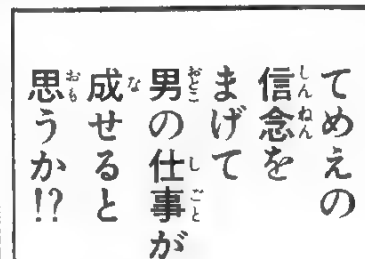 てめえの
信念を
まげて
男の仕事が
成せると
思うか!?